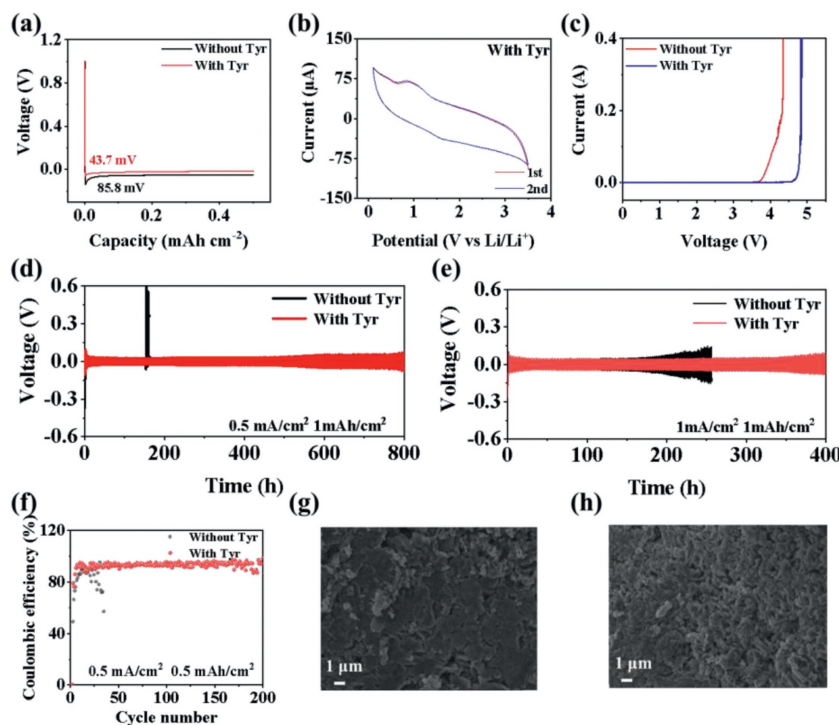 (a)
1.2
0.8
0.4
0.0
Voltage (V)
Without Tyr
With Tyr
43.7 mV
85.8 mV
0.0 0.2 0.4
Capacity (mAh cm-2)
(b)
150
75
0
-75
-150
Current (μA)
With Tyr
1st
2nd
0 1 2 3 4
Potential (V vs Li/Li+)
(c)
0.4
0.2
0.0
Current (A)
Without Tyr
With Tyr
0 1 2 3 4 5
Voltage (V)
(d)
0.6
0.3
0.0
-0.3
-0.6
Voltage (V)
Without Tyr
With Tyr
0.5 mA/cm2 1mAh/cm2
0 200 400 600 800
Time (h)
(e)
0.6
0.3
0.0
-0.3
-0.6
Voltage (V)
Without Tyr
With Tyr
1mA/cm2 1mAh/cm2
0 100 200 300 400
Time (h)
(f)
120
80
40
0
Coulombic efficiency (%)
Without Tyr
With Tyr
0.5 mA/cm2 0.5 mAh/cm2
0 50 100 150 200
Cycle number
(g)
1 μm
(h)
1 μm